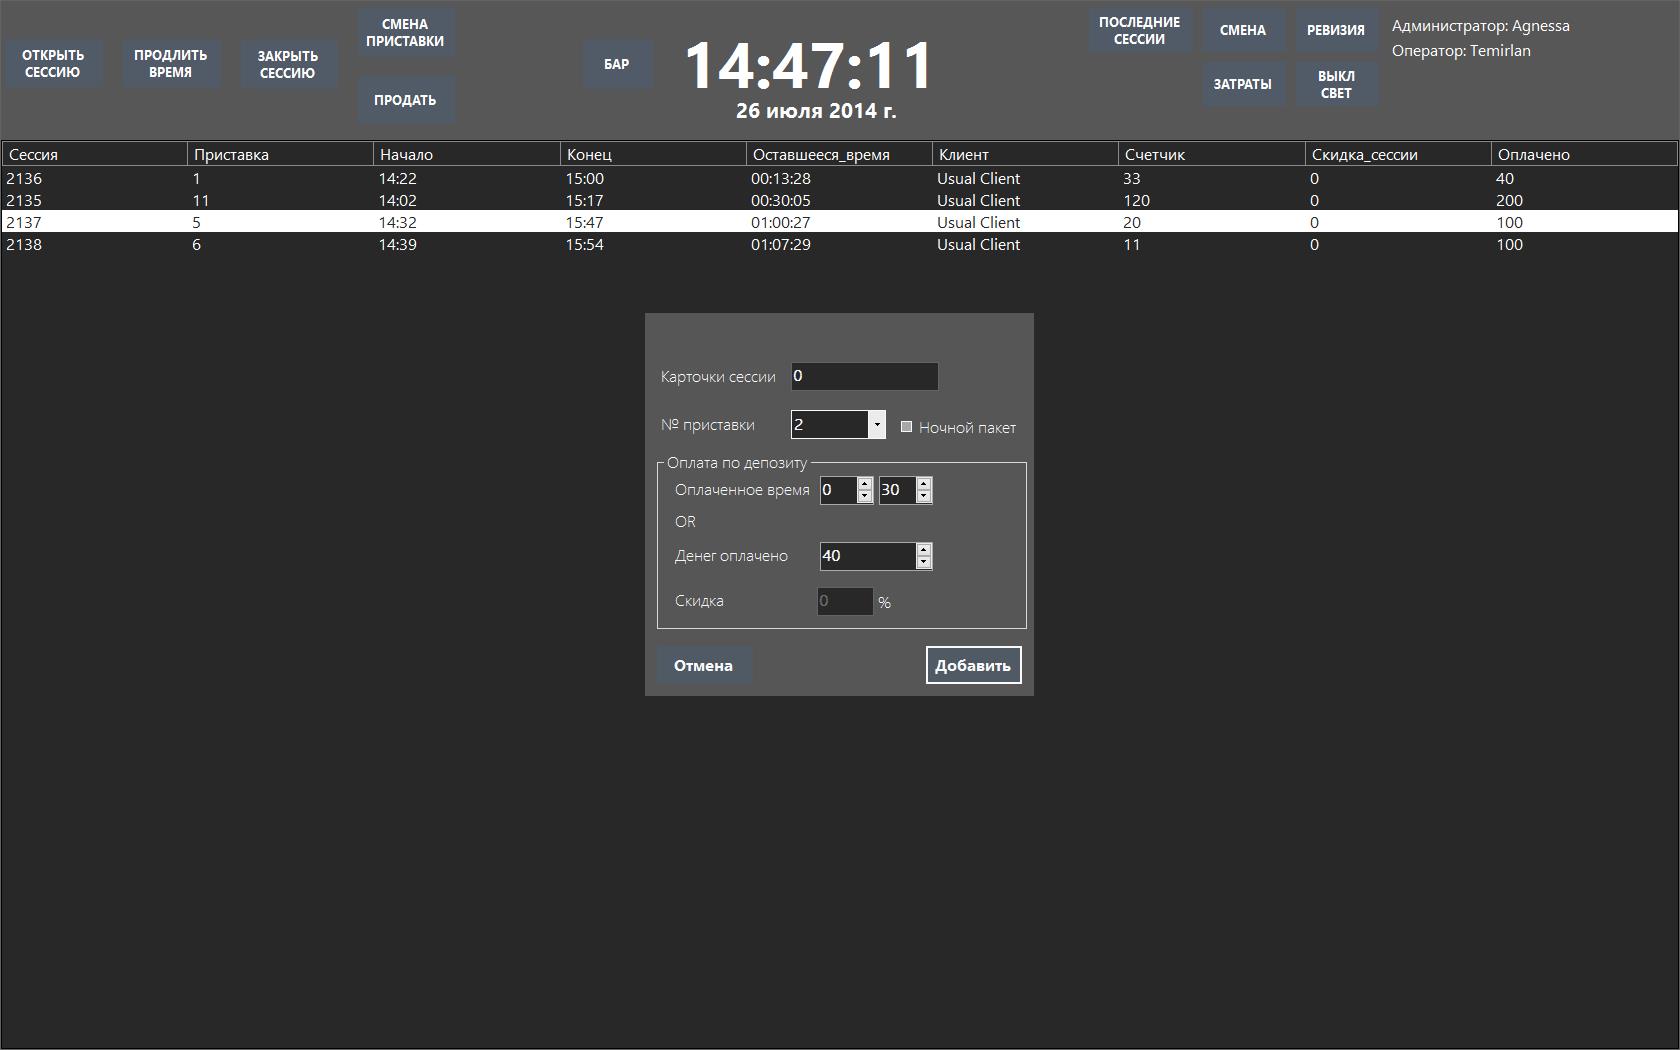 ОТКРЫТЬ
СЕССИЮ
ПРОДЛИТЬ
ВРЕМЯ
ЗАКРЫТЬ
СЕССИЮ
СМЕНА
ПРИСТАВКИ
ПРОДАТЬ
БАР
14:47:11
26 июля 2014 г.
ПОСЛЕДНИЕ
СЕССИИ
СМЕНА
РЕВИЗИЯ
ЗАТРАТЫ
ВЫКЛ
СВЕТ
Администратор: Agnessa
Оператор: Temirlan
Сессия Приставка Начало Конец Оставшееся_время Клиент Счетчик Скидка_сессии Оплачено
2136 1 14:22 15:00 00:13:28 Usual Client 33 0 40
2135 11 14:02 15:17 00:30:05 Usual Client 120 0 200
2137 5 14:32 15:47 01:00:27 Usual Client 20 0 100
2138 6 14:39 15:54 01:07:29 Usual Client 11 0 100
Карточки сессии 0
№ приставки 2 Ночной пакет
Оплата по депозиту
Оплаченное время 0 30
OR
Денег оплачено 40
Скидка 0 %
Отмена Добавить